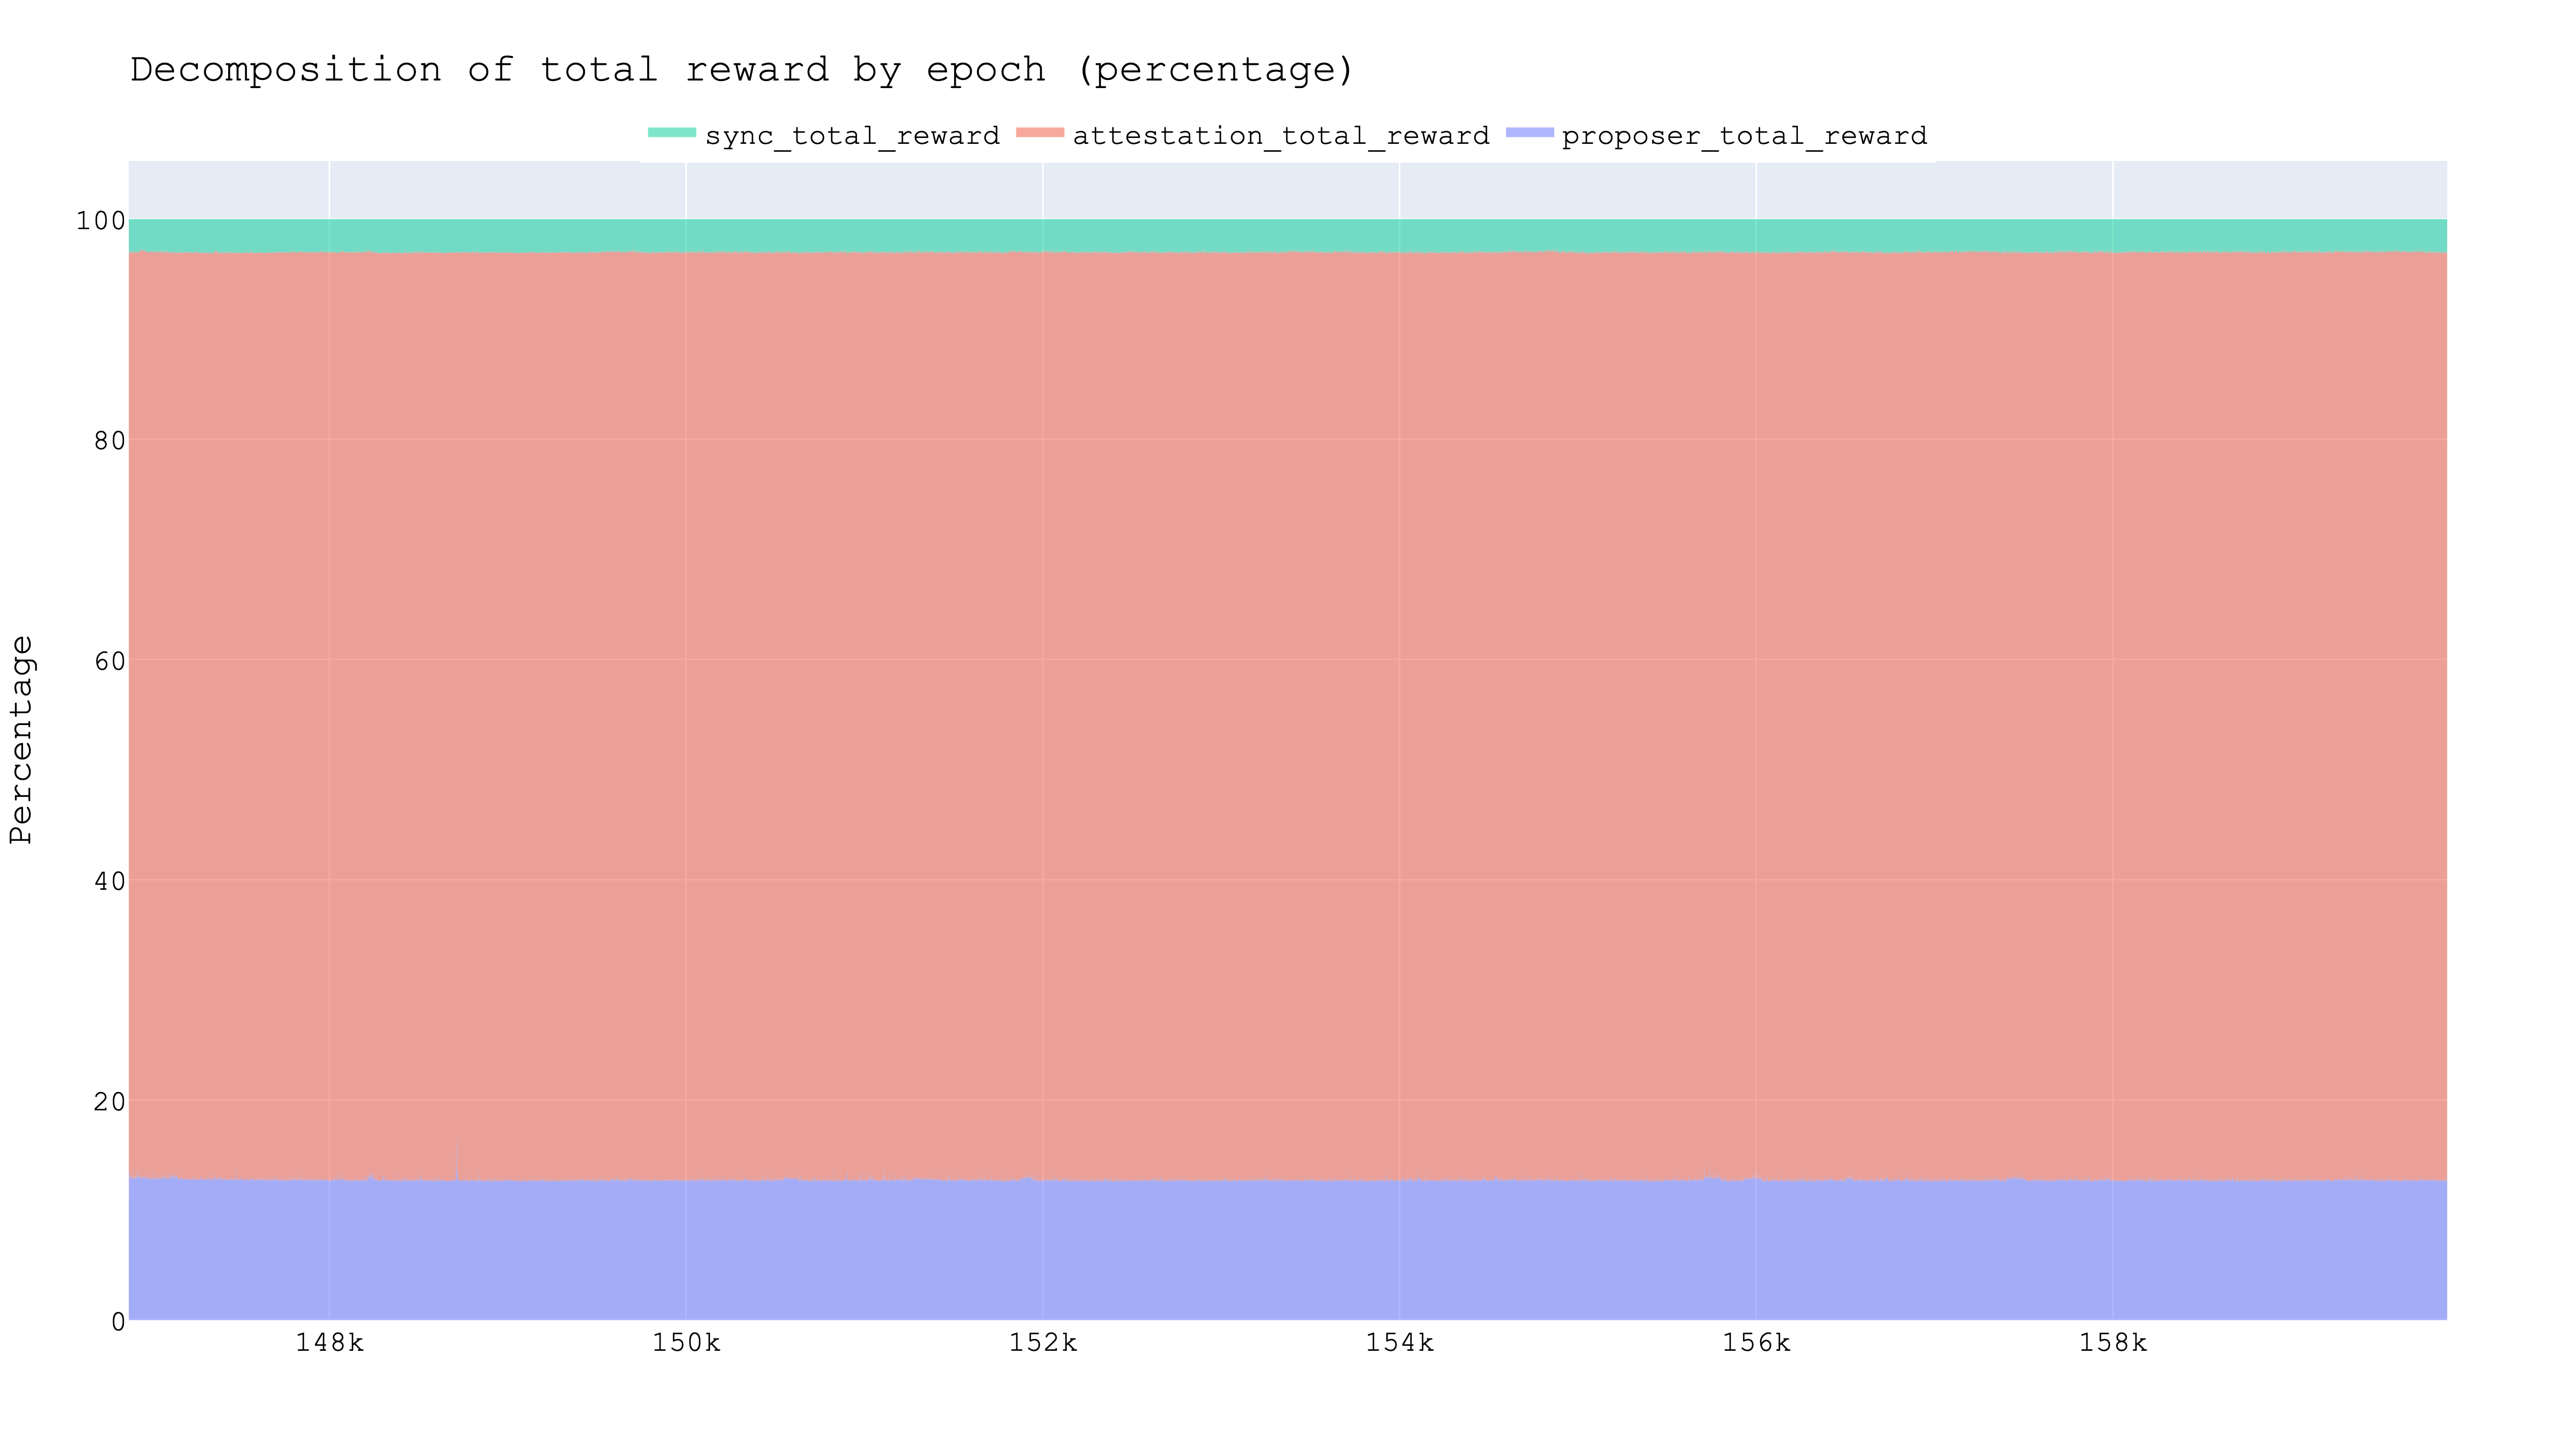 Decomposition of total reward by epoch (percentage)
sync_total_reward attestation_total_reward proposer_total_reward
100
80
60
40
20
0
Percentage
148k 150k 152k 154k 156k 158k